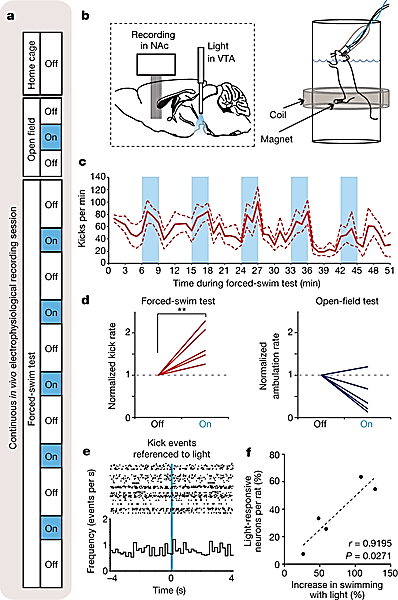 a
Continuous in vivo electrophysiological recording session
Home cage
Off
Open field
Off
On
Off
Forced-swim test
Off
On
Off
On
Off
On
Off
On
Off
On
Off
b
Recording
in NAc
Light
in VTA
Coil
Magnet
c
Kicks per min
140
120
100
80
60
40
20
0
0 3 6 9 12 15 18 21 24 27 30 33 36 39 42 45 48 51
Time during forced-swim test (min)
d
Forced-swim test
**
Normalized kick rate
2
1
0
Off
On
Open-field test
Normalized
ambulation rate
2
1
0
Off
On
e
Kick events
referenced to light
Frequency (events per s)
2
1
0
−4 −2 0 2 4
Time (s)
f
Light-responsive
neurons per rat (%)
80
60
40
20
0
0 50 100 150
r = 0.9195
P = 0.0271
Increase in swimming
with light (%)